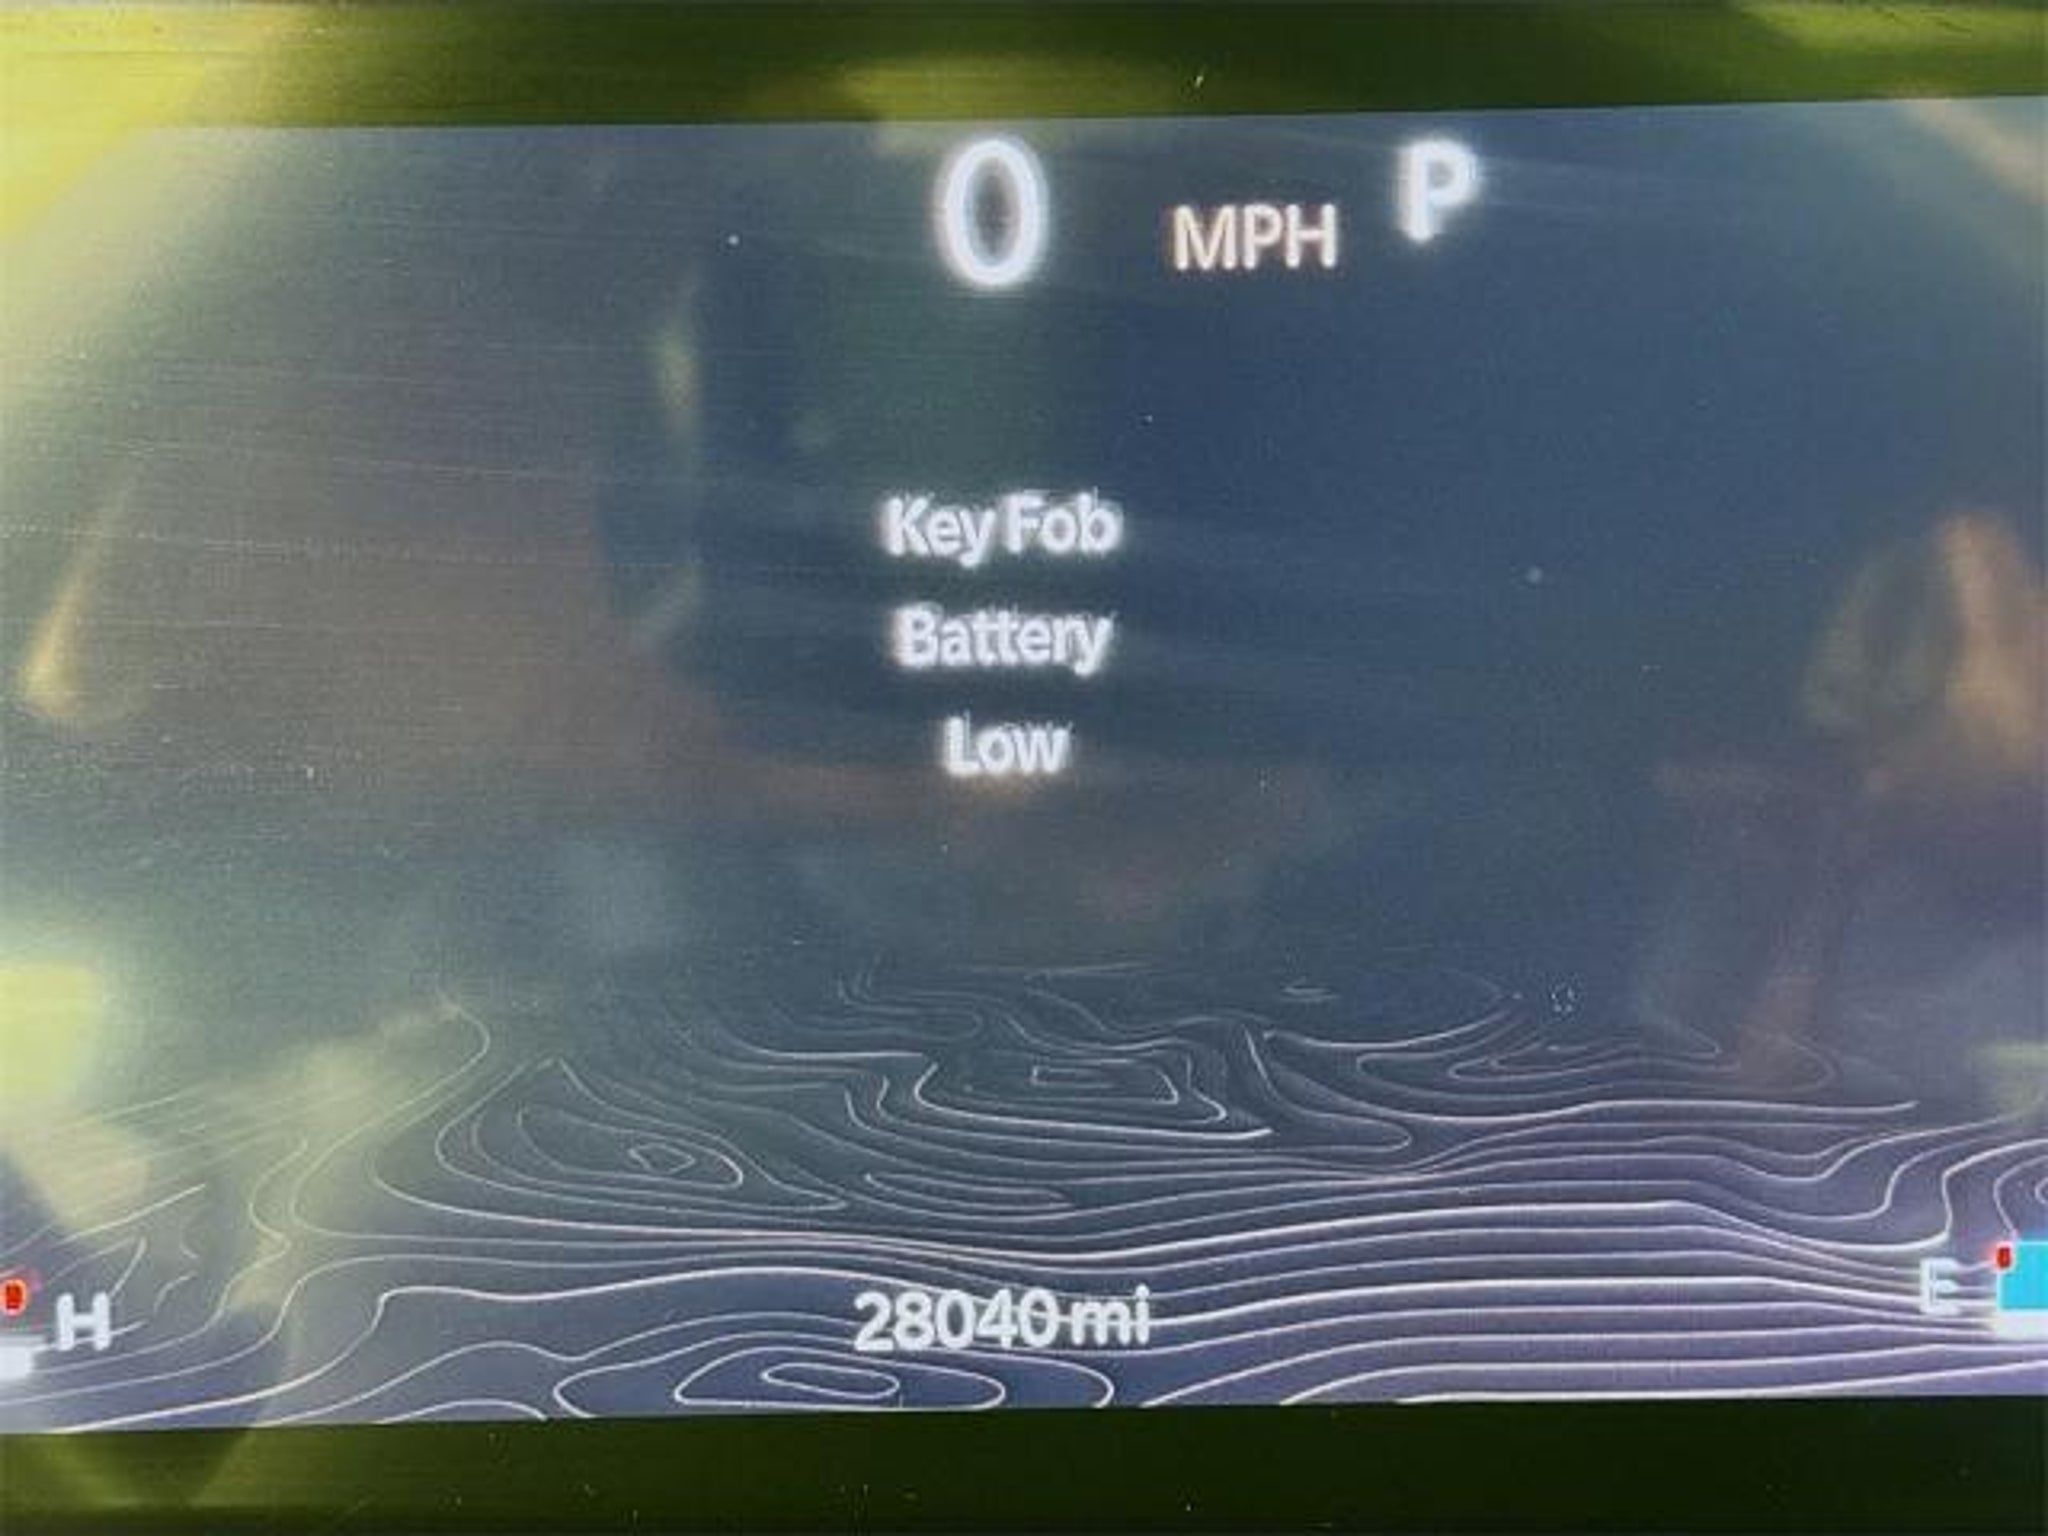 0 MPH P
Key Fob
Battery
Low
28040 mi
H E